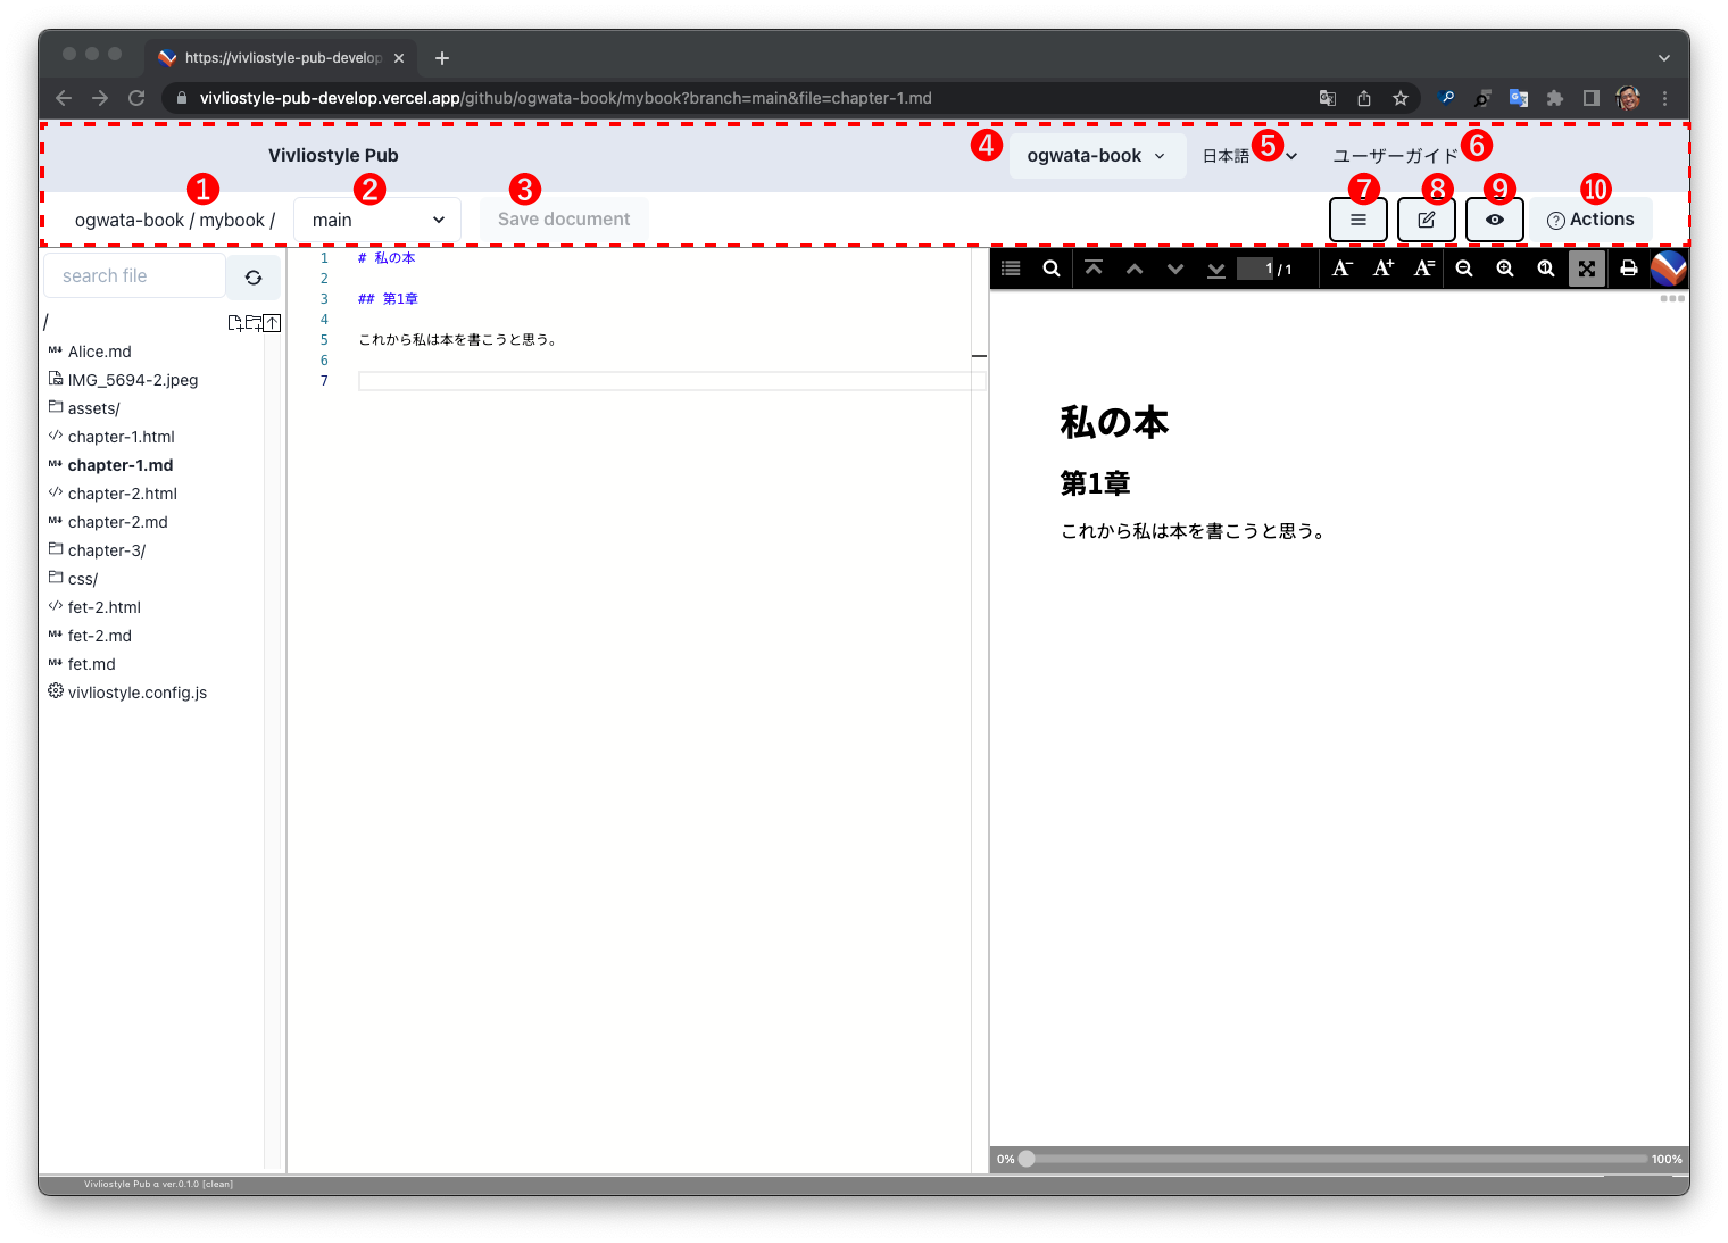 https://vivliostyle-pub-develop
vivliostyle-pub-develop.vercel.app/github/ogwata-book/mybook?branch=main&file=chapter-1.md
Vivliostyle Pub
4
ogwata-book
日本語
5
ユーザーガイド
6
1
2
3
7
8
9
10
ogwata-book / mybook /
main
Save document
Actions
search file
/
Alice.md
IMG_5694-2.jpeg
assets/
chapter-1.html
chapter-1.md
chapter-2.html
chapter-2.md
chapter-3/
css/
fet-2.html
fet-2.md
fet.md
vivliostyle.config.js
1 # 私の本
2
3 ## 第1章
4
5 これから私は本を書こうと思う。
6
7
1 / 1
私の本
第1章
これから私は本を書こうと思う。
0%
100%
Vivliostyle Pub α ver.0.1.0 [clean]